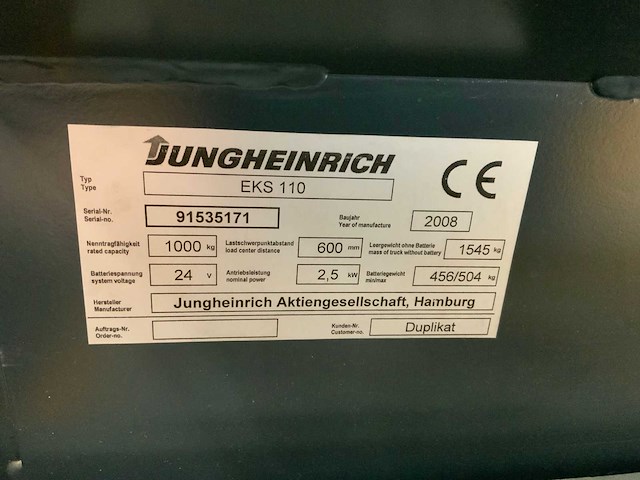 JUNGHEINRICH
CE
Typ
Type
EKS 110
Serial-Nr.
Serial-no.
91535171
Baujahr
Year of manufacture
2008
Nenntragfähigkeit
rated capacity
1000 kg
Lastschwerpunktabstand
load center distance
600 mm
Leergewicht ohne Batterie
mass of truck without battery
1545 kg
Batteriespannung
system voltage
24 v
Antriebsleistung
nominal power
2,5 kW
Batteriegewicht
min/max
456/504 kg
Hersteller
Manufacturer
Jungheinrich Aktiengesellschaft, Hamburg
Auftrags-Nr.
Order-no.
Kunden-Nr.
Customer-no.
Duplikat